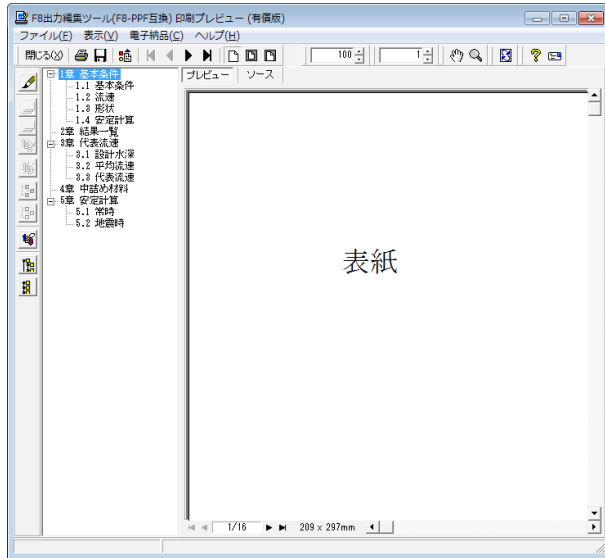 F8出力編集ツール(F8-PPF互換) 印刷プレビュー (有償版)
ファイル(F) 表示(V) 電子納品(C) ヘルプ(H)
閉じる(X) 100 1
プレビュー ソース
1章 基本条件
1.1 基本条件
1.2 流速
1.3 形状
1.4 安定計算
2章 結果一覧
3章 代表流速
3.1 設計水深
3.2 平均流速
3.3 代表流速
4章 中詰め材料
5章 安定計算
5.1 常時
5.2 地震時
表紙
1/16 209 x 297mm